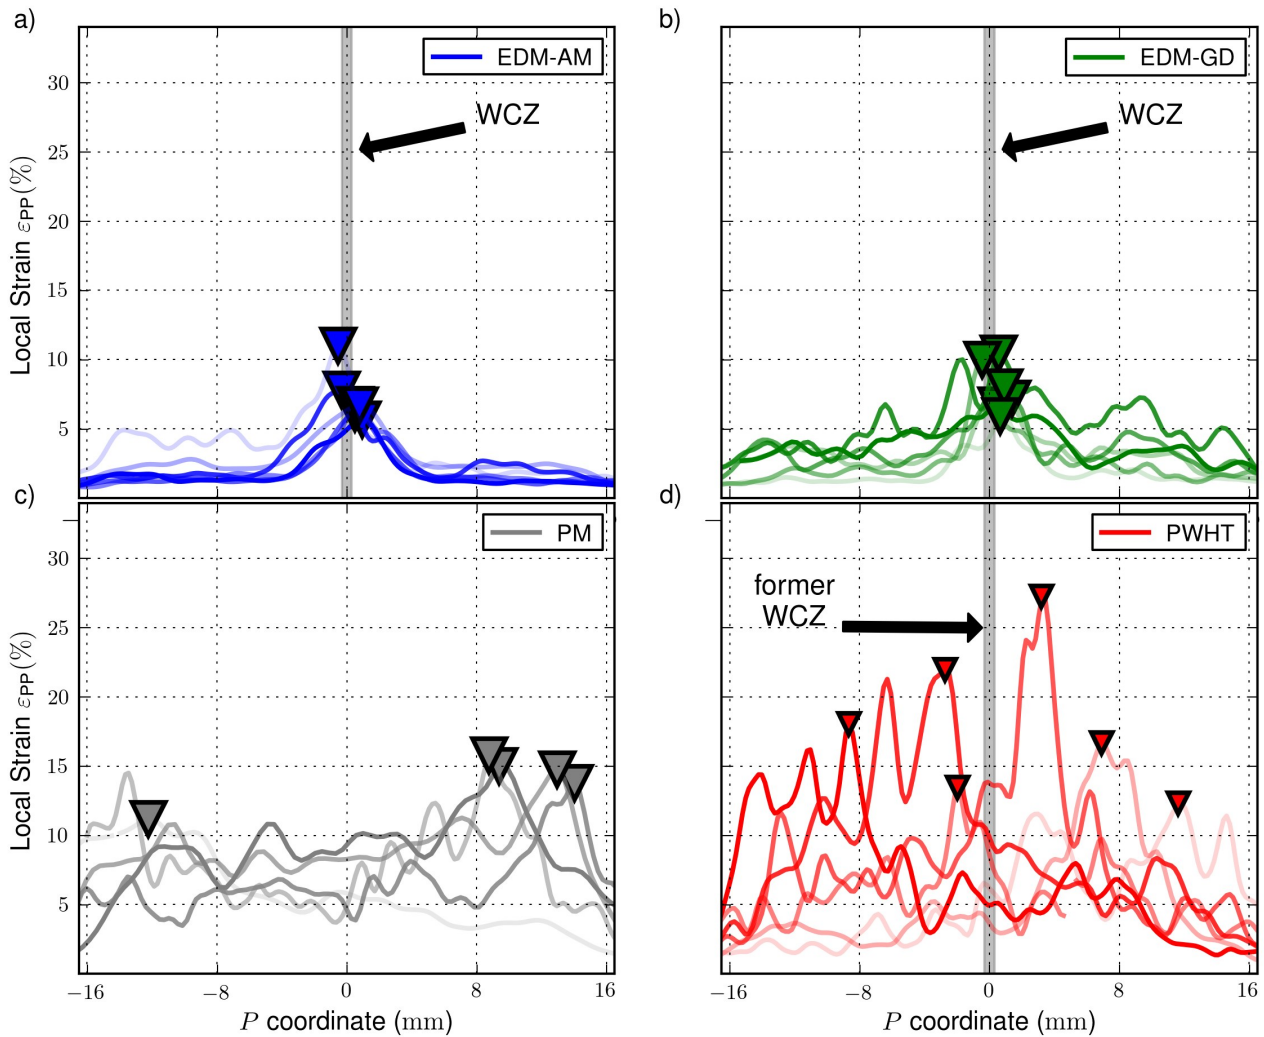 a)
EDM-AM
WCZ
30
25
20
15
10
5
Local Strain εPP(%)
b)
EDM-GD
WCZ
c)
PM
30
25
20
15
10
5
Local Strain εPP(%)
−16
−8
0
8
16
P coordinate (mm)
d)
PWHT
former
WCZ
−16
−8
0
8
16
P coordinate (mm)